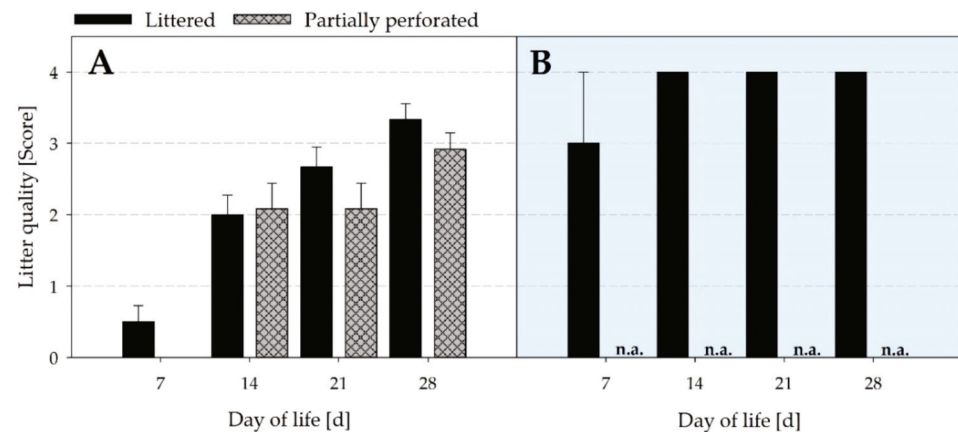 Littered Partially perforated
A B
Litter quality [Score]
4
3
2
1
0
n.a. n.a. n.a. n.a.
7 14 21 28 7 14 21 28
Day of life [d] Day of life [d]